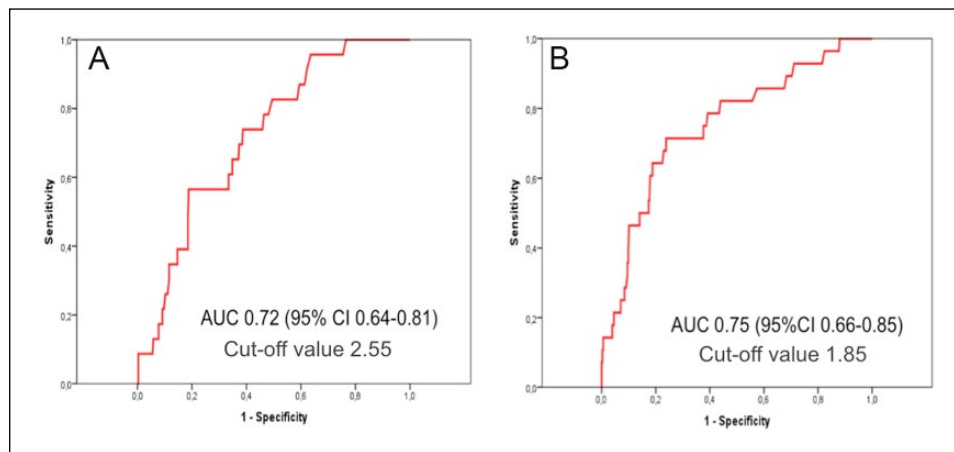 A
1,0
0,8
0,6
0,4
0,2
0,0
Sensitivity
0,0 0,2 0,4 0,6 0,8 1,0
1 - Specificity
AUC 0.72 (95% CI 0.64-0.81)
Cut-off value 2.55
B
1,0
0,8
0,6
0,4
0,2
0,0
Sensitivity
0,0 0,2 0,4 0,6 0,8 1,0
1 - Specificity
AUC 0.75 (95%CI 0.66-0.85)
Cut-off value 1.85